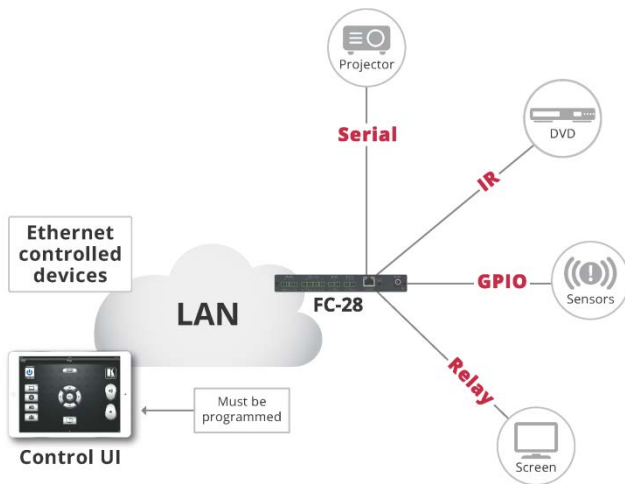 Projector
Serial
DVD
IR
Ethernet
controlled
devices
LAN
FC-28
GPIO
Sensors
Relay
Must be
programmed
Control UI
Screen